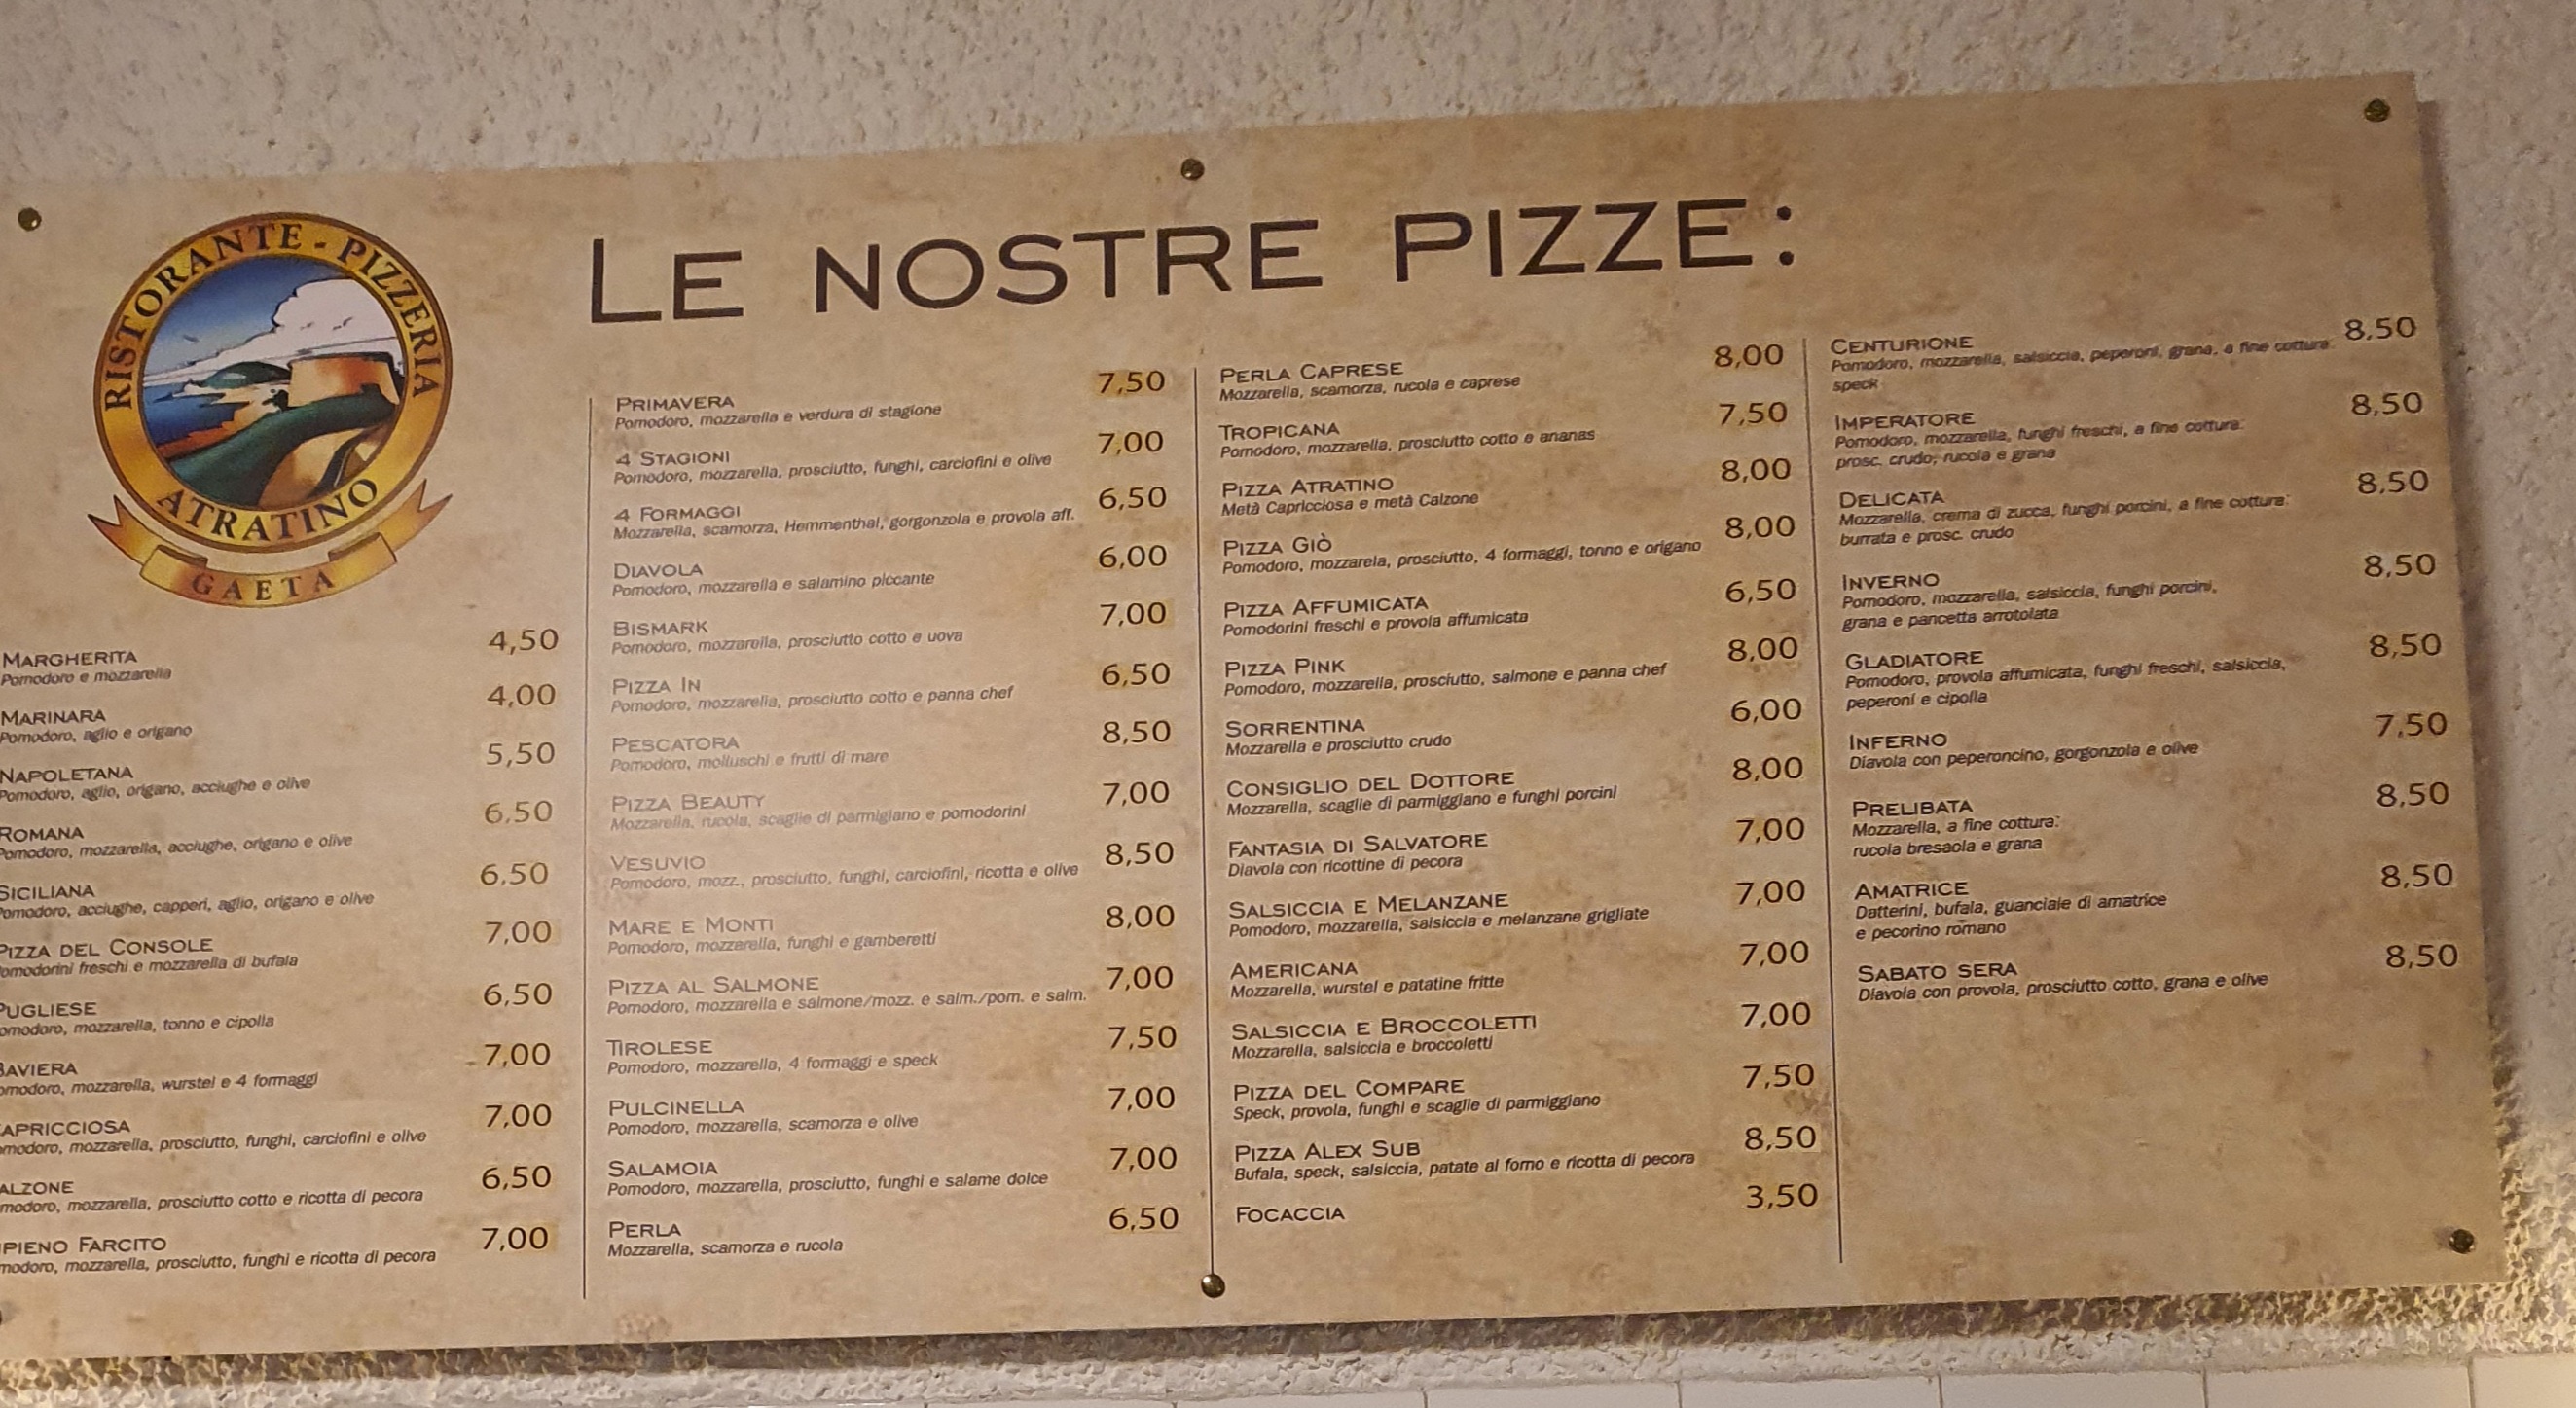 RISTORANTE - PIZZERIA
ATRATINO
GAETA
LE NOSTRE PIZZE:
MARGHERITA 4,50
Pomodoro e mozzarella
MARINARA 4,00
Pomodoro, aglio e origano
NAPOLETANA 5,50
Pomodoro, aglio, origano, acciughe e olive
ROMANA 6,50
Pomodoro, mozzarella, acciughe, origano e olive
SICILIANA 6,50
omodoro, acciughe, capperi, aglio, origano e olive
PIZZA DEL CONSOLE 7,00
omodorini freschi e mozzarella di bufala
PUGLIESE 6,50
omodoro, mozzarella, tonno e cipolla
BAVIERA 7,00
omodoro, mozzarella, wurstel e 4 formaggi
APRICCIOSA 7,00
omodoro, mozzarella, prosciutto, funghi, carciofini e olive
ALZONE 6,50
modoro, mozzarella, prosciutto cotto e ricotta di pecora
IPIENO FARCITO 7,00
modoro, mozzarella, prosciutto, funghi e ricotta di pecora
PRIMAVERA 7,50
Pomodoro, mozzarella e verdura di stagione
4 STAGIONI 7,00
Pomodoro, mozzarella, prosciutto, funghi, carciofini e olive
4 FORMAGGI 6,50
Mozzarella, scamorza, Hemmenthal, gorgonzola e provola aff.
DIAVOLA 6,00
Pomodoro, mozzarella e salamino piccante
BISMARK 7,00
Pomodoro, mozzarella, prosciutto cotto e uova
PIZZA IN 6,50
Pomodoro, mozzarella, prosciutto cotto e panna chef
PESCATORA 8,50
Pomodoro, molluschi e frutti di mare
PIZZA BEAUTY 7,00
Mozzarella, rucola, scaglie di parmigiano e pomodorini
VESUVIO 8,50
Pomodoro, mozz., prosciutto, funghi, carciofini, ricotta e olive
MARE E MONTI 8,00
Pomodoro, mozzarella, funghi e gamberetti
PIZZA AL SALMONE 7,00
Pomodoro, mozzarella e salmone/mozz. e salm./pom. e salm.
TIROLESE 7,50
Pomodoro, mozzarella, 4 formaggi e speck
PULCINELLA 7,00
Pomodoro, mozzarella, scamorza e olive
SALAMOIA 7,00
Pomodoro, mozzarella, prosciutto, funghi e salame dolce
PERLA 6,50
Mozzarella, scamorza e rucola
PERLA CAPRESE 8,00
Mozzarella, scamorza, rucola e caprese
TROPICANA 7,50
Pomodoro, mozzarella, prosciutto cotto e ananas
PIZZA ATRATINO 8,00
Metà Capricciosa e metà Calzone
PIZZA GIÒ 8,00
Pomodoro, mozzarela, prosciutto, 4 formaggi, tonno e origano
PIZZA AFFUMICATA 6,50
Pomodorini freschi e provola affumicata
PIZZA PINK 8,00
Pomodoro, mozzarella, prosciutto, salmone e panna chef
SORRENTINA 6,00
Mozzarella e prosciutto crudo
CONSIGLIO DEL DOTTORE 8,00
Mozzarella, scaglie di parmiggiano e funghi porcini
FANTASIA DI SALVATORE 7,00
Diavola con ricottine di pecora
SALSICCIA E MELANZANE 7,00
Pomodoro, mozzarella, salsiccia e melanzane grigliate
AMERICANA 7,00
Mozzarella, wurstel e patatine fritte
SALSICCIA E BROCCOLETTI 7,00
Mozzarella, salsiccia e broccoletti
PIZZA DEL COMPARE 7,50
Speck, provola, funghi e scaglie di parmiggiano
PIZZA ALEX SUB 8,50
Bufala, speck, salsiccia, patate al forno e ricotta di pecora
FOCACCIA 3,50
CENTURIONE 8,50
Pomodoro, mozzarella, salsiccia, peperoni, grana, a fine cottura:
speck
IMPERATORE 8,50
Pomodoro, mozzarella, funghi freschi, a fine cottura:
prosc. crudo, rucola e grana
DELICATA 8,50
Mozzarella, crema di zucca, funghi porcini, a fine cottura:
burrata e prosc. crudo
INVERNO 8,50
Pomodoro, mozzarella, salsiccia, funghi porcini,
grana e pancetta arrotolata
GLADIATORE 8,50
Pomodoro, provola affumicata, funghi freschi, salsiccia,
peperoni e cipolla
INFERNO 7,50
Diavola con peperoncino, gorgonzola e olive
PRELIBATA 8,50
Mozzarella, a fine cottura:
rucola bresaola e grana
AMATRICE 8,50
Datterini, bufala, guanciale di amatrice
e pecorino romano
SABATO SERA 8,50
Diavola con provola, prosciutto cotto, grana e olive